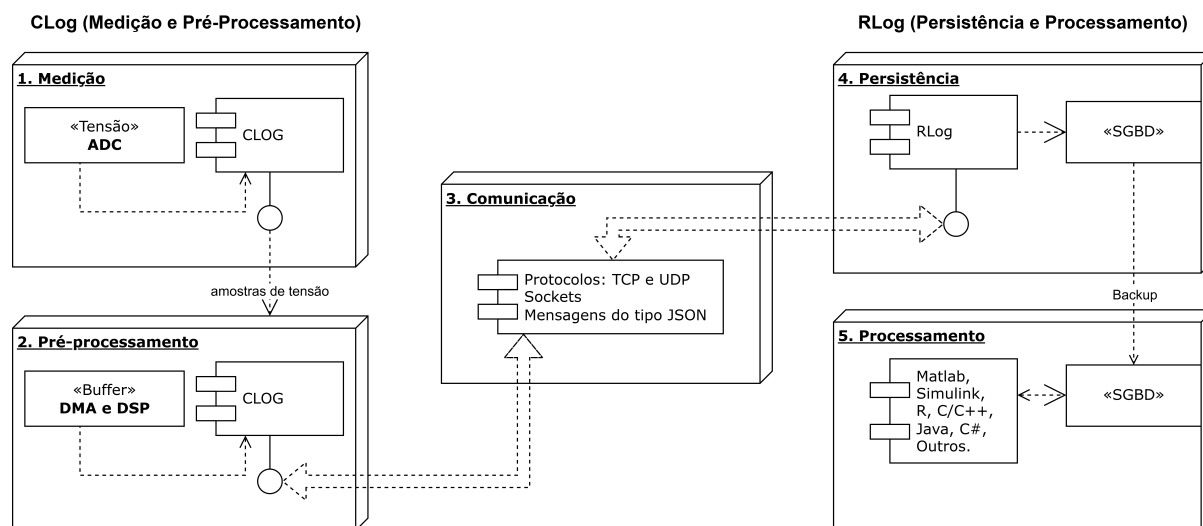 CLog (Medição e Pré-Processamento)
RLog (Persistência e Processamento)
1. Medição
«Tensão»
ADC
CLOG
amostras de tensão
2. Pré-processamento
«Buffer»
DMA e DSP
CLOG
3. Comunicação
Protocolos: TCP e UDP
Sockets
Mensagens do tipo JSON
4. Persistência
RLog
«SGBD»
Backup
5. Processamento
Matlab,
Simulink,
R, C/C++,
Java, C#,
Outros.
«SGBD»